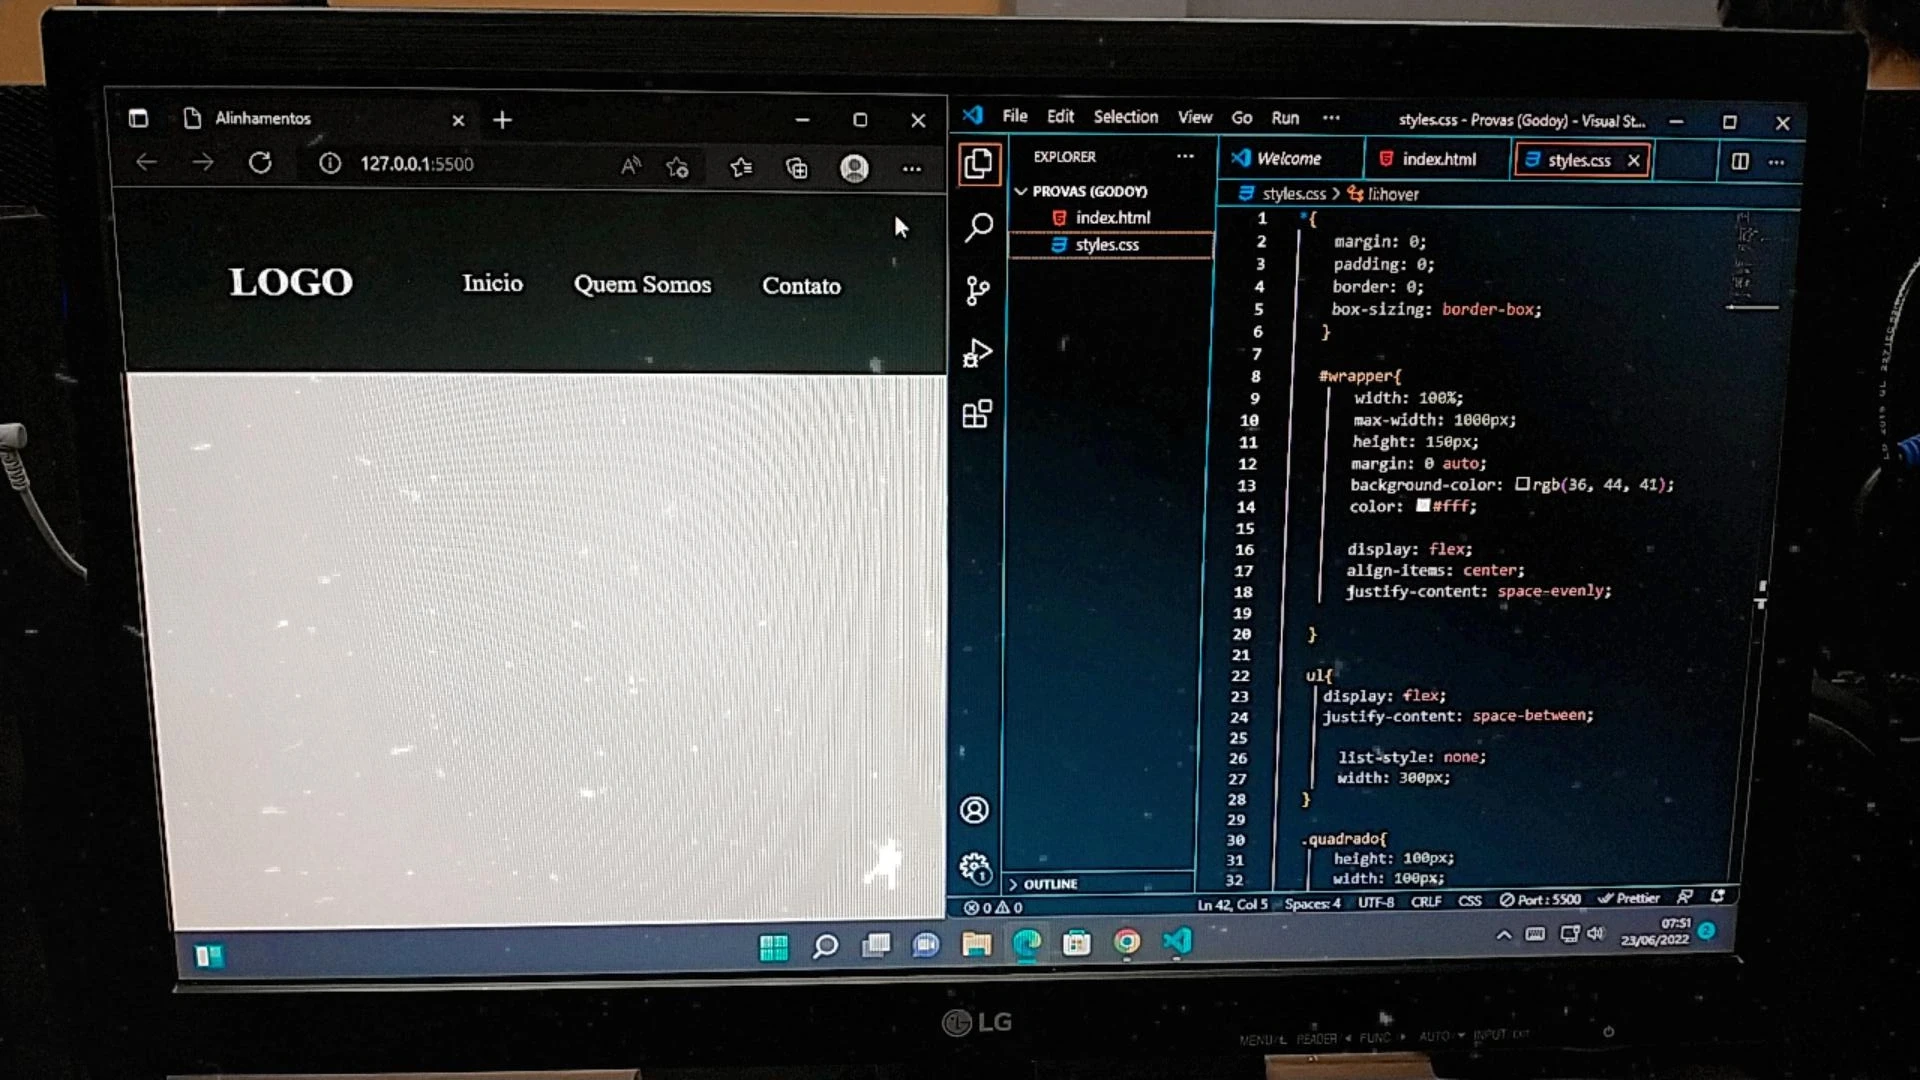 Alinhamentos
127.0.0.1:5500
LOGO
Inicio
Quem Somos
Contato
File Edit Selection View Go Run ···
styles.css - Provas (Godoy) - Visual St...
EXPLORER
PROVAS (GODOY)
index.html
styles.css
OUTLINE
Welcome
index.html
styles.css
styles.css > li:hover
1 *{
2 margin: 0;
3 padding: 0;
4 border: 0;
5 box-sizing: border-box;
6 }
7
8 #wrapper{
9 width: 100%;
10 max-width: 1000px;
11 height: 150px;
12 margin: 0 auto;
13 background-color: rgb(36, 44, 41);
14 color: #fff;
15
16 display: flex;
17 align-items: center;
18 justify-content: space-evenly;
19
20 }
21
22 ul{
23 display: flex;
24 justify-content: space-between;
25
26 list-style: none;
27 width: 300px;
28 }
29
30 .quadrado{
31 height: 100px;
32 width: 100px;
0 0
Ln 42, Col 5 Spaces: 4 UTF-8 CRLF CSS Port : 5500 Prettier
07:51
23/06/2022
2
LG
MENU READER FUNC AUTO INPUT